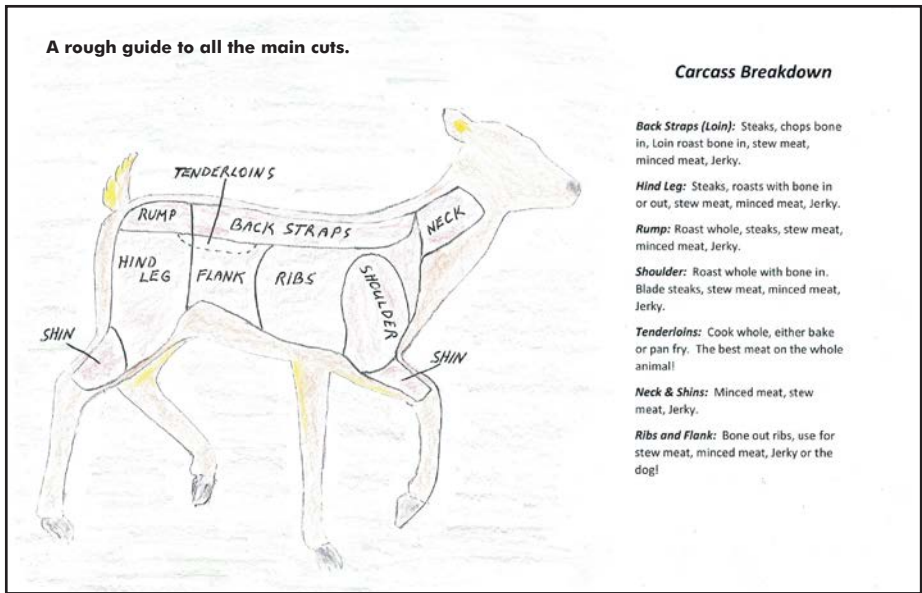 A rough guide to all the main cuts.
TENDERLOINS
RUMP
BACK STRAPS
NECK
HIND
LEG
FLANK
RIBS
SHOULDER
SHIN
SHIN
Carcass Breakdown
Back Straps (Loin): Steaks, chops bone
in, Loin roast bone in, stew meat,
minced meat, Jerky.
Hind Leg: Steaks, roasts with bone in
or out, stew meat, minced meat, Jerky.
Rump: Roast whole, steaks, stew meat,
minced meat, Jerky.
Shoulder: Roast whole with bone in.
Blade steaks, stew meat, minced meat,
Jerky.
Tenderloins: Cook whole, either bake
or pan fry. The best meat on the whole
animal!
Neck & Shins: Minced meat, stew
meat, Jerky.
Ribs and Flank: Bone out ribs, use for
stew meat, minced meat, Jerky or the
dog!